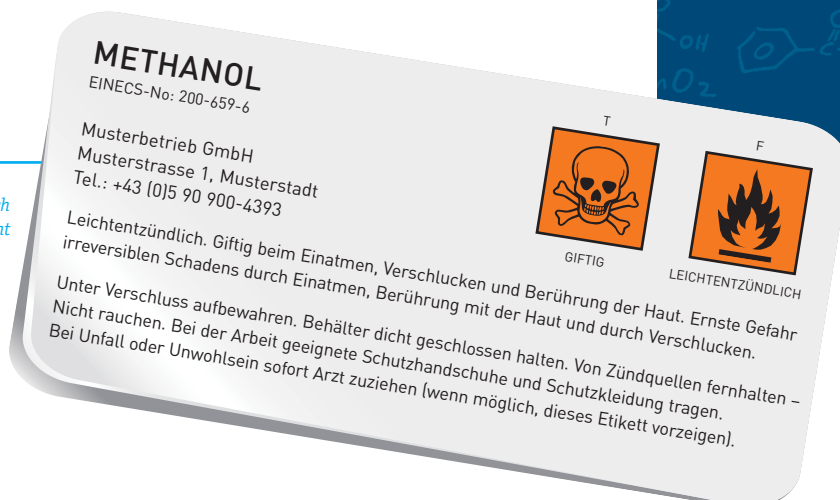 METHANOL
EINECS-No: 200-659-6
Musterbetrieb GmbH
Musterstrasse 1, Musterstadt
Tel.: +43 (0)5 90 900-4393
T
F
GIFTIG
LEICHTENTZÜNDLICH
Leichtentzündlich. Giftig beim Einatmen, Verschlucken und Berührung der Haut. Ernste Gefahr
irreversiblen Schadens durch Einatmen, Berührung mit der Haut und durch Verschlucken.
Unter Verschluss aufbewahren. Behälter dicht geschlossen halten. Von Zündquellen fernhalten –
Nicht rauchen. Bei der Arbeit geeignete Schutzhandschuhe und Schutzkleidung tragen.
Bei Unfall oder Unwohlsein sofort Arzt zuziehen (wenn möglich, dieses Etikett vorzeigen).
OH